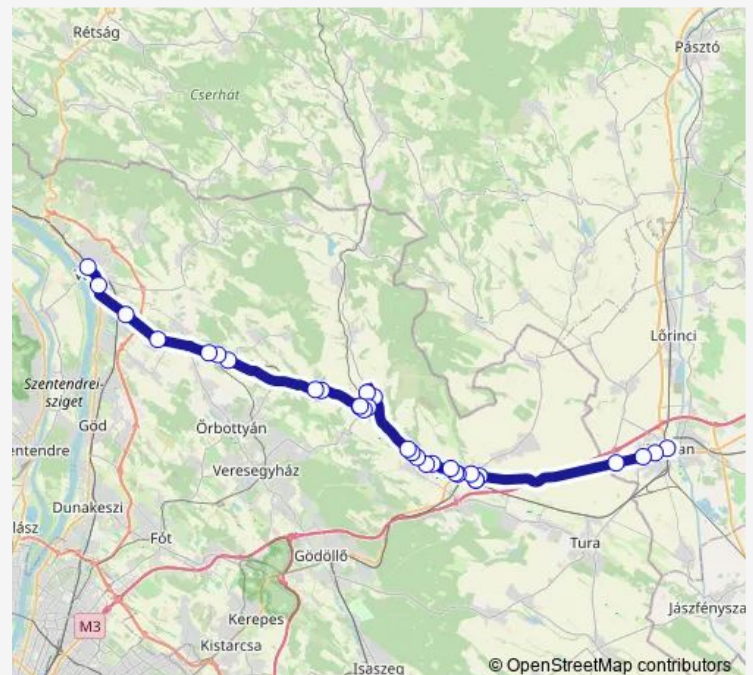 Rétság
Pásztó
Cserhát
Lőrinci
Szentendrei-
sziget
Göd
Őrbottyán
entendre
Veresegyház
Dunakeszi
Fót
Gödöllő
Tura
M3
Kerepes
Kistarcsa
Jászfénysza
Isaszeg
© OpenStreetMap contributors